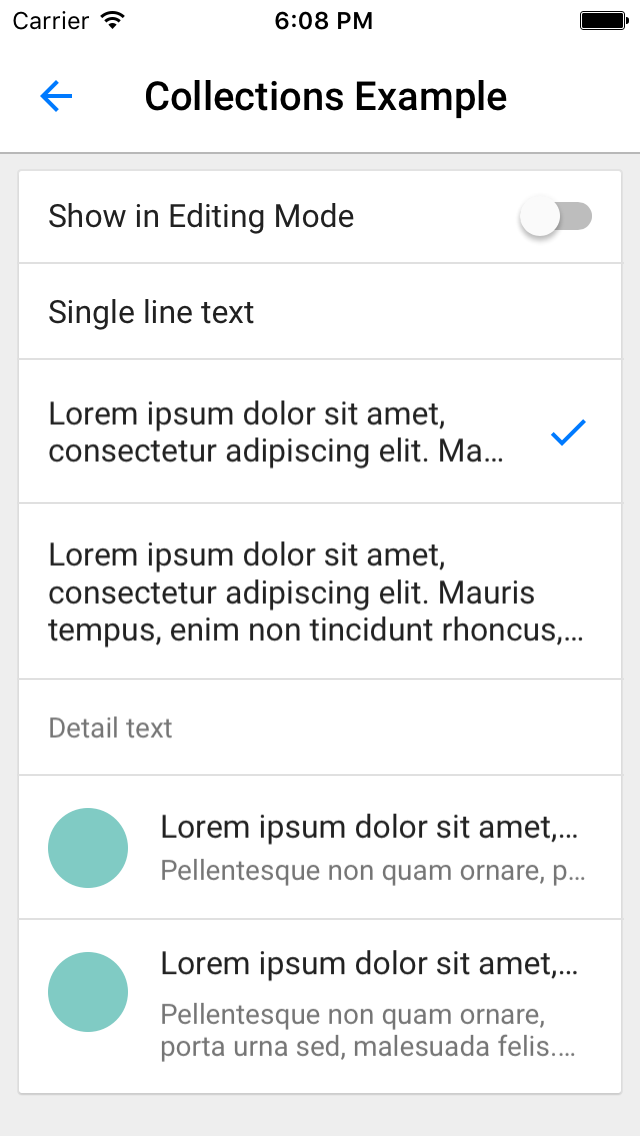 Carrier 6:08 PM
Collections Example
Show in Editing Mode
Single line text
Lorem ipsum dolor sit amet,
consectetur adipiscing elit. Ma...
Lorem ipsum dolor sit amet,
consectetur adipiscing elit. Mauris
tempus, enim non tincidunt rhoncus,...
Detail text
Lorem ipsum dolor sit amet,...
Pellentesque non quam ornare, p...
Lorem ipsum dolor sit amet,...
Pellentesque non quam ornare,
porta urna sed, malesuada felis....